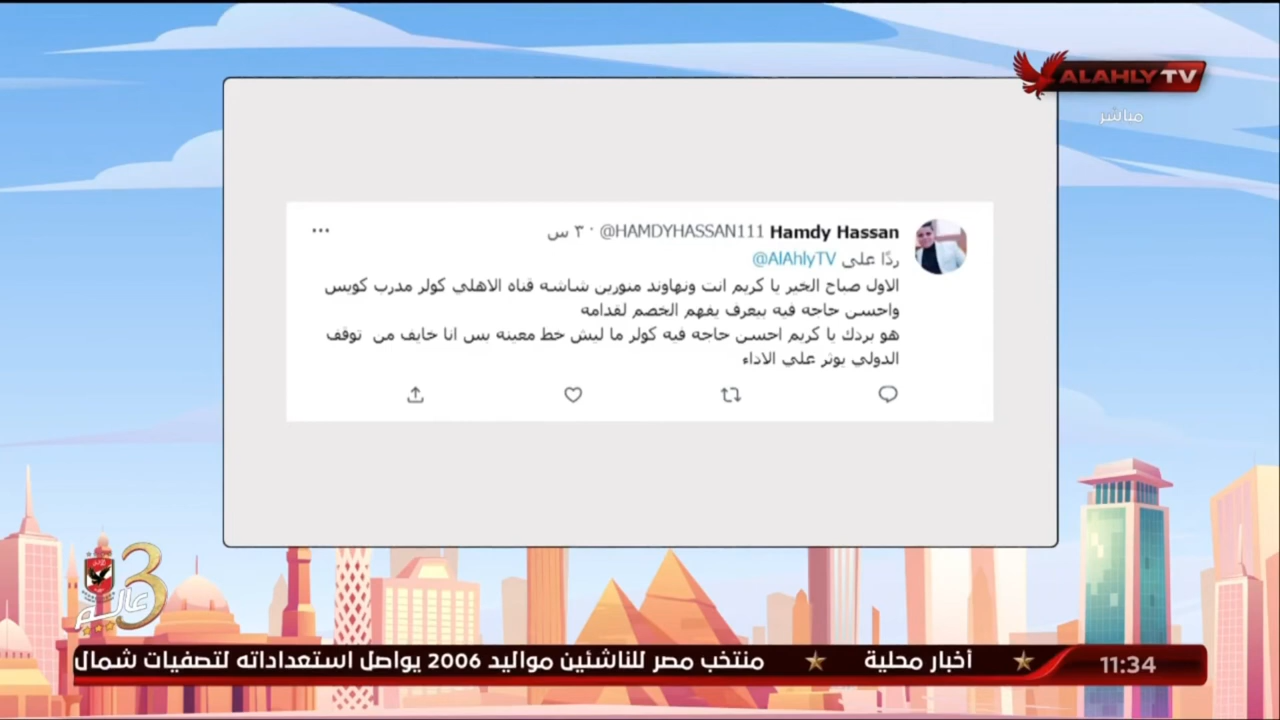 ALAHLY TV
مباشر
Hamdy Hassan @HAMDYHASSAN111 · ٣ س
ردًا على @AlAhlyTV
الاول صباح الخير يا كريم انت ونهاوند منورين شاشه قناه الاهلي كولر مدرب كويس
واحسن حاجه فيه بيعرف يفهم الخصم لقدامه
هو بردك يا كريم احسن حاجه فيه كولر ما ليش خط معينه بس انا خايف من توقف
الدولي يوثر علي الاداء
3 عالم
11:34 أخبار محلية منتخب مصر للناشئين مواليد 2006 يواصل استعداداته لتصفيات شمال